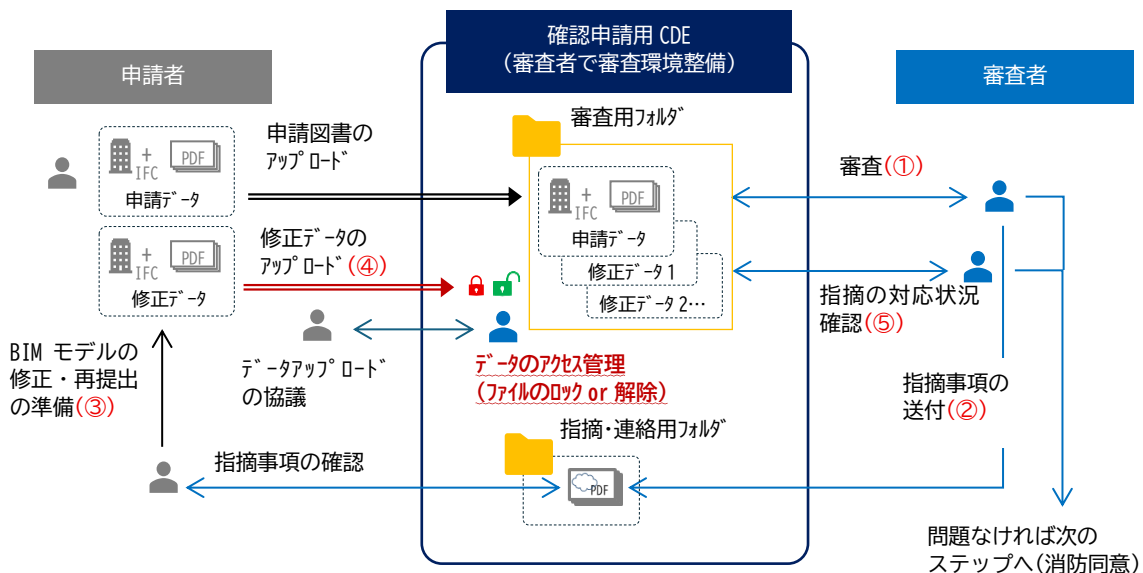 確認申請用 CDE
(審査者で審査環境整備)
申請者
審査者
+
IFC
PDF
申請ﾃﾞｰﾀ
申請図書の
ｱｯﾌﾟﾛｰﾄﾞ
審査用ﾌｫﾙﾀﾞ
+
IFC
PDF
申請ﾃﾞｰﾀ
修正ﾃﾞｰﾀ 1
修正ﾃﾞｰﾀ 2…
審査(①)
+
IFC
PDF
修正ﾃﾞｰﾀ
修正ﾃﾞｰﾀの
ｱｯﾌﾟﾛｰﾄﾞ(④)
指摘の対応状況
確認(⑤)
BIM モデルの
修正・再提出
の準備(③)
ﾃﾞｰﾀｱｯﾌﾟﾛｰﾄﾞ
の協議
ﾃﾞｰﾀのｱｸｾｽ管理
(ﾌｧｲﾙのﾛｯｸ or 解除)
指摘事項の
送付(②)
指摘・連絡用ﾌｫﾙﾀﾞ
PDF
指摘事項の確認
問題なければ次の
ステップへ(消防同意)